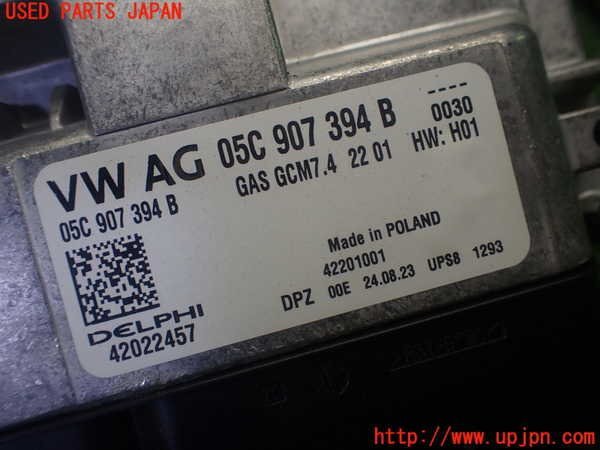 USED PARTS JAPAN
VW AG 05C 907 394 B ---- 0030
05C 907 394 B GAS GCM7.4 22 01 HW: H01
Made in POLAND
42201001
DPZ 00E 24.08.23 UPS8 1293
DELPHI
42022457
http://www.upjpn.com/